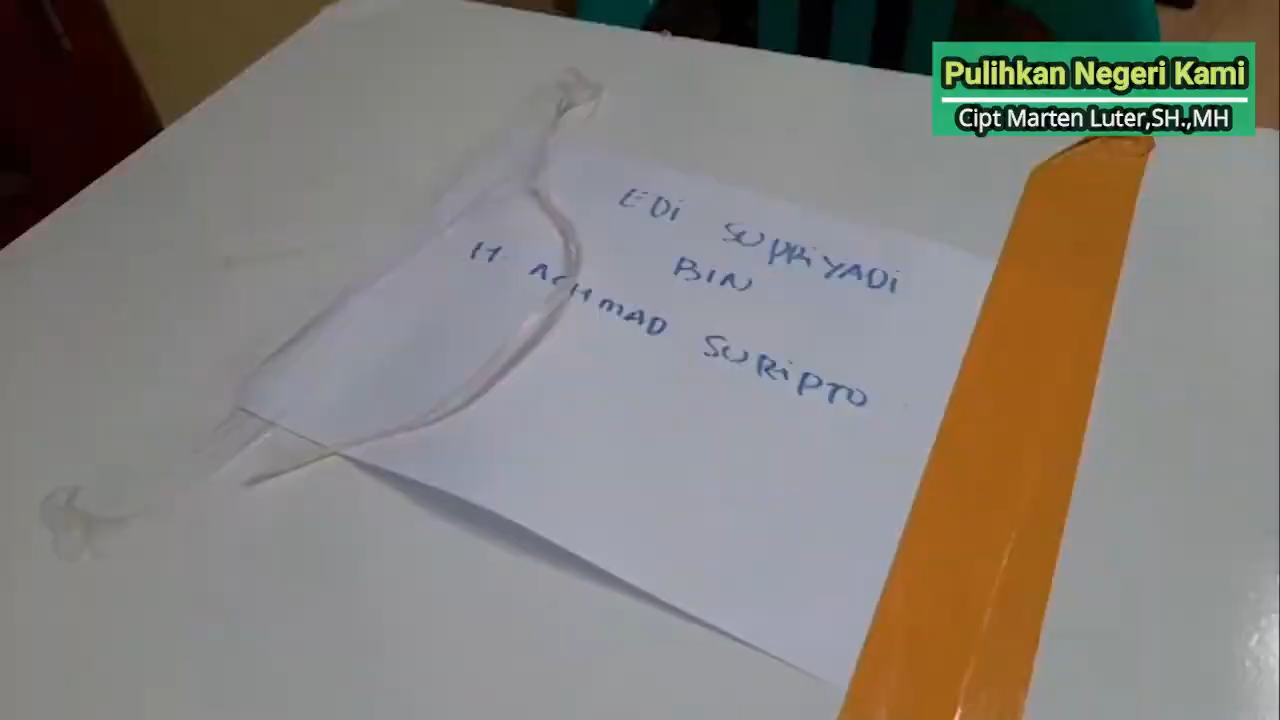 Pulihkan Negeri Kami
Cipt Marten Luter,SH.,MH
EDi SUPRiYADi
BIN
H. ACHMAD SURiPTO